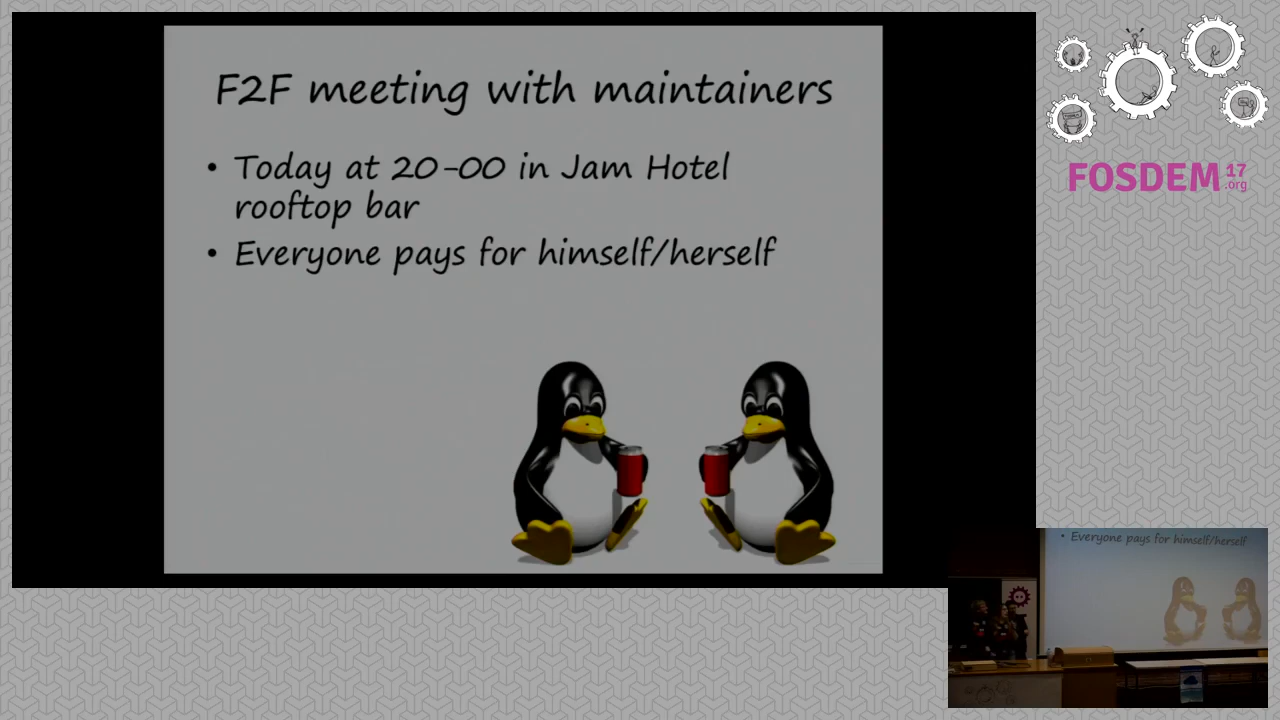 F2F meeting with maintainers
• Today at 20-00 in Jam Hotel
rooftop bar
• Everyone pays for himself/herself
FOSDEM 17
.org
• Everyone pays for himself/herself